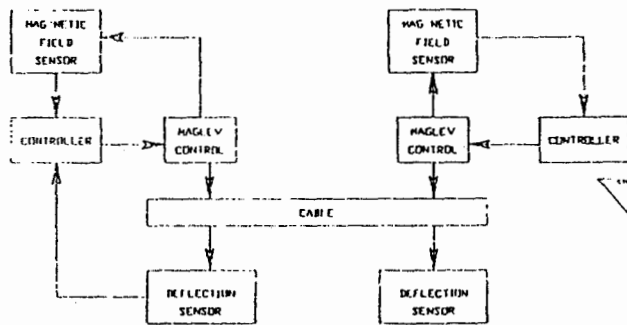 MAGNETIC
FIELD
SENSOR
MAGNETIC
FIELD
SENSOR
CONTROLLER
MAGLEV
CONTROL
MAGLEV
CONTROL
CONTROLLER
CABLE
DEFLECTION
SENSOR
DEFLECTION
SENSOR